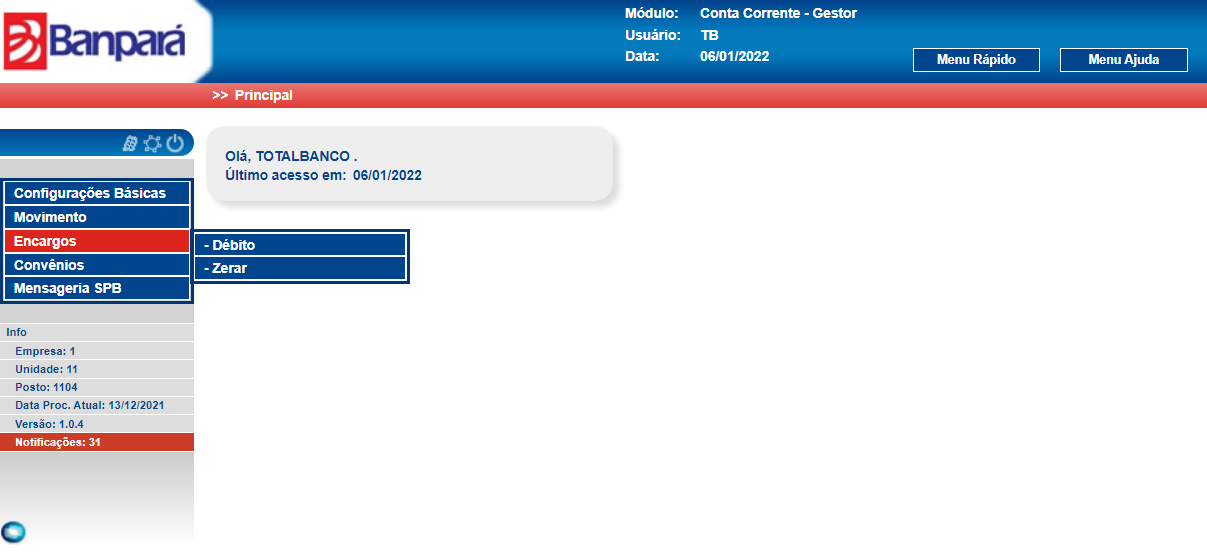 Banpará
Módulo: Conta Corrente - Gestor
Usuário: TB
Data: 06/01/2022
Menu Rápido
Menu Ajuda
>> Principal
Olá, TOTALBANCO .
Último acesso em: 06/01/2022
Configurações Básicas
Movimento
Encargos
Convênios
Mensageria SPB
- Débito
- Zerar
Info
Empresa: 1
Unidade: 11
Posto: 1104
Data Proc. Atual: 13/12/2021
Versão: 1.0.4
Notificações: 31